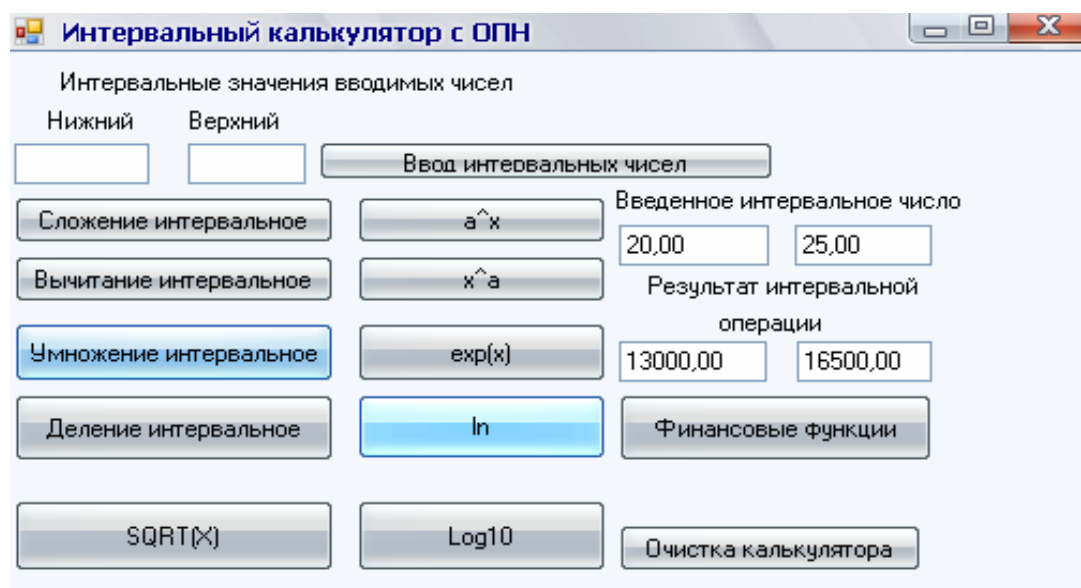 Интервальный калькулятор с ОПН
Интервальные значения вводимых чисел
Нижний Верхний
Ввод интервальных чисел
Сложение интервальное a^x Введенное интервальное число
20,00 25,00
Вычитание интервальное x^a Результат интервальной
операции
Умножение интервальное exp(x) 13000,00 16500,00
Деление интервальное ln Финансовые функции
SQRT(X) Log10 Очистка калькулятора